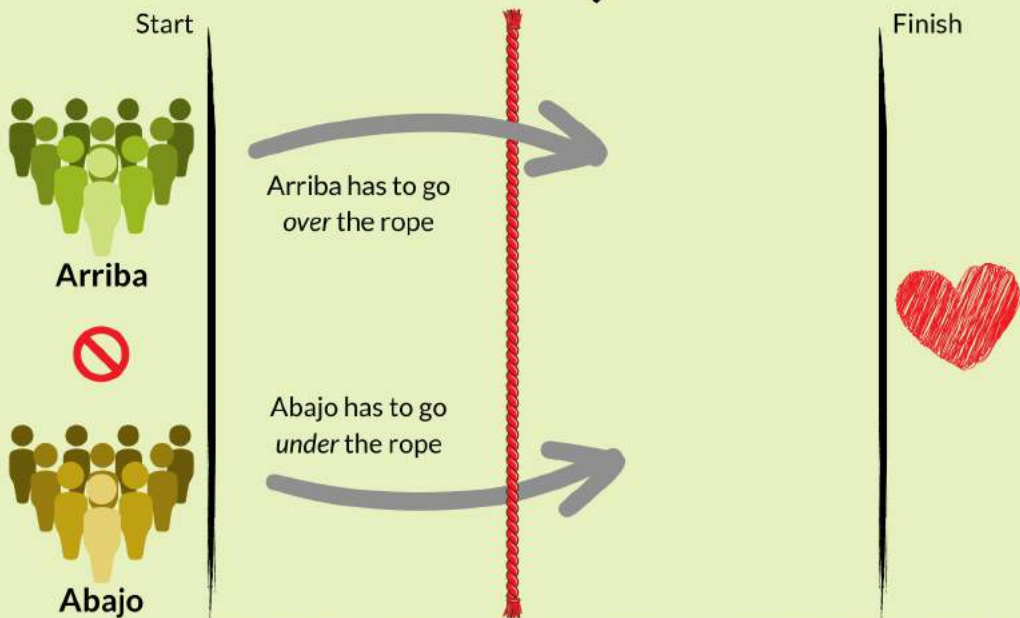 Start
Finish
Arriba has to go
over the rope
Arriba
Abajo has to go
under the rope
Abajo